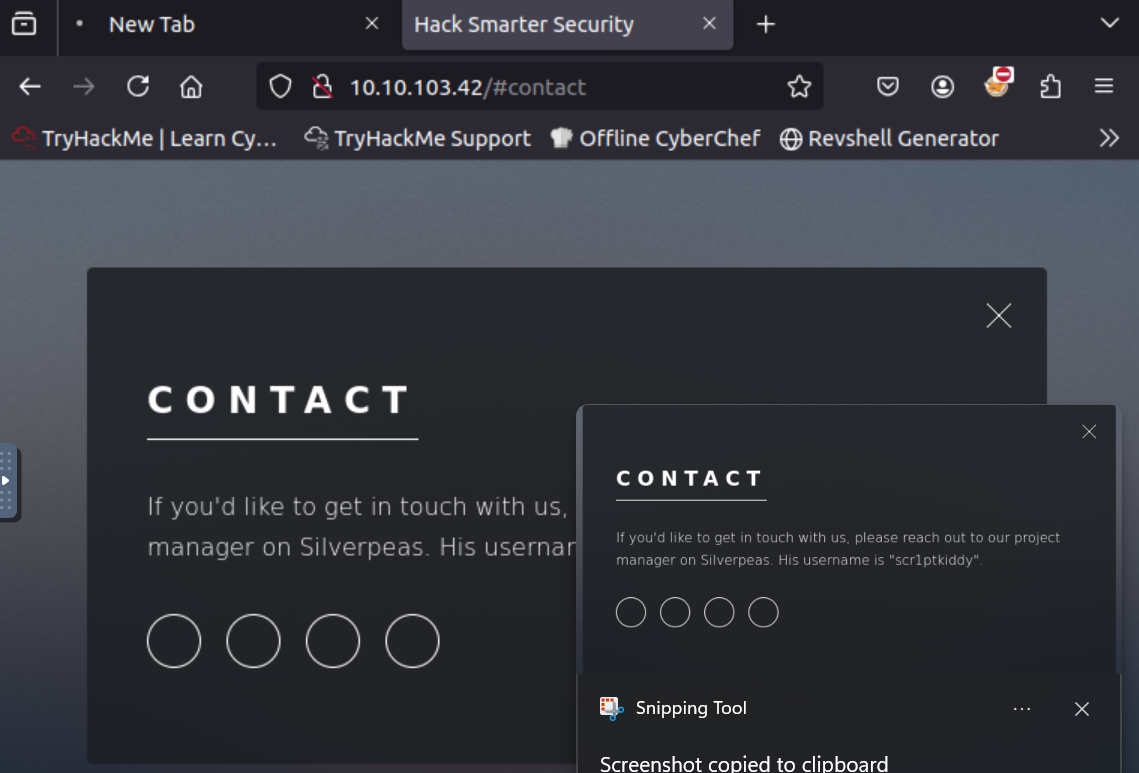 New Tab
Hack Smarter Security
10.10.103.42/#contact
TryHackMe | Learn Cy...
TryHackMe Support
Offline CyberChef
Revshell Generator
CONTACT
If you'd like to get in touch with us,
manager on Silverpeas. His usernar
CONTACT
If you'd like to get in touch with us, please reach out to our project
manager on Silverpeas. His username is "scr1ptkiddy".
Snipping Tool
Screenshot copied to clipboard